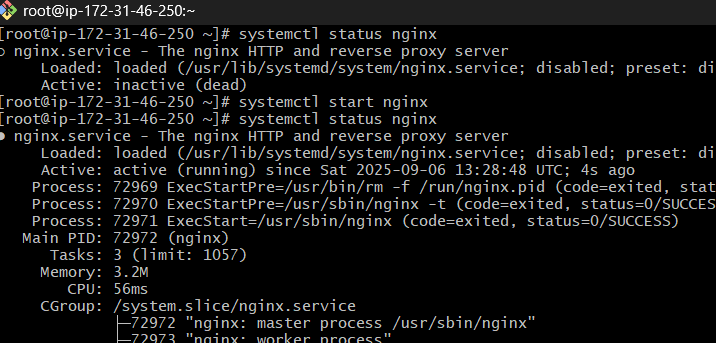 root@ip-172-31-46-250:~
[root@ip-172-31-46-250 ~]# systemctl status nginx
○ nginx.service - The nginx HTTP and reverse proxy server
     Loaded: loaded (/usr/lib/systemd/system/nginx.service; disabled; preset: di
     Active: inactive (dead)
[root@ip-172-31-46-250 ~]# systemctl start nginx
[root@ip-172-31-46-250 ~]# systemctl status nginx
● nginx.service - The nginx HTTP and reverse proxy server
     Loaded: loaded (/usr/lib/systemd/system/nginx.service; disabled; preset: di
     Active: active (running) since Sat 2025-09-06 13:28:48 UTC; 4s ago
    Process: 72969 ExecStartPre=/usr/bin/rm -f /run/nginx.pid (code=exited, stat
    Process: 72970 ExecStartPre=/usr/sbin/nginx -t (code=exited, status=0/SUCCES
    Process: 72971 ExecStart=/usr/sbin/nginx (code=exited, status=0/SUCCESS)
   Main PID: 72972 (nginx)
      Tasks: 3 (limit: 1057)
     Memory: 3.2M
        CPU: 56ms
     CGroup: /system.slice/nginx.service
             ├─72972 "nginx: master process /usr/sbin/nginx"
             ├─72973 "nginx: worker process"